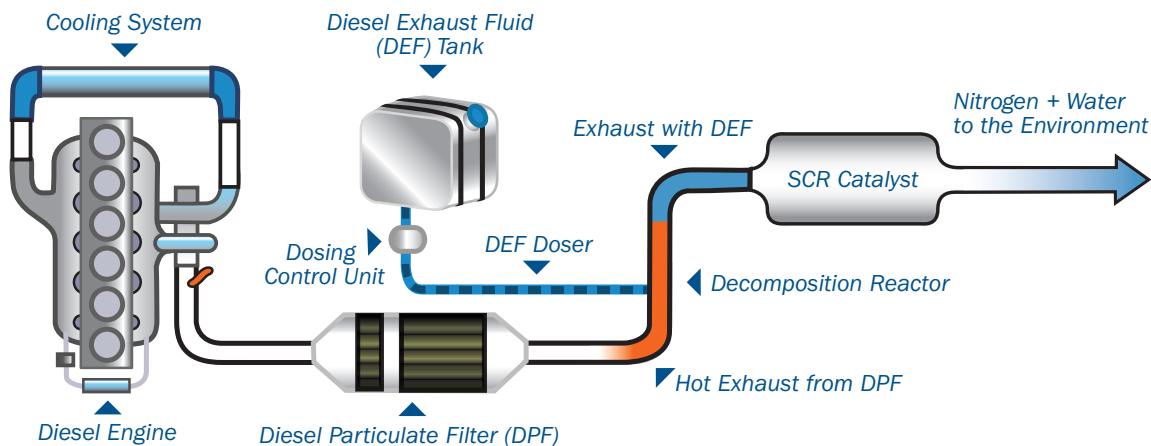 Cooling System
Diesel Exhaust Fluid
(DEF) Tank
Nitrogen + Water
to the Environment
Exhaust with DEF
SCR Catalyst
Dosing
Control Unit
DEF Doser
Decomposition Reactor
Hot Exhaust from DPF
Diesel Engine
Diesel Particulate Filter (DPF)